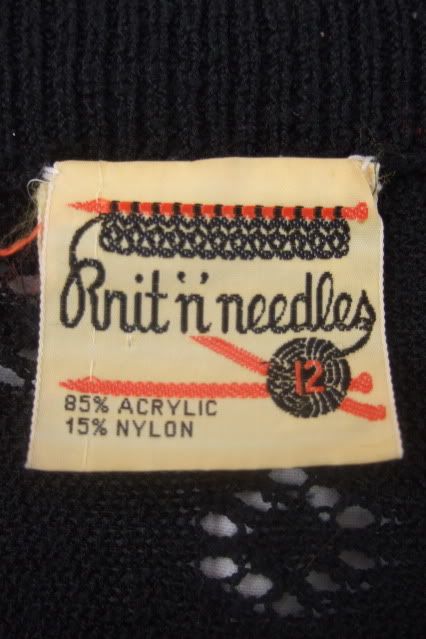 Knit 'n' needles
12
85% ACRYLIC
15% NYLON